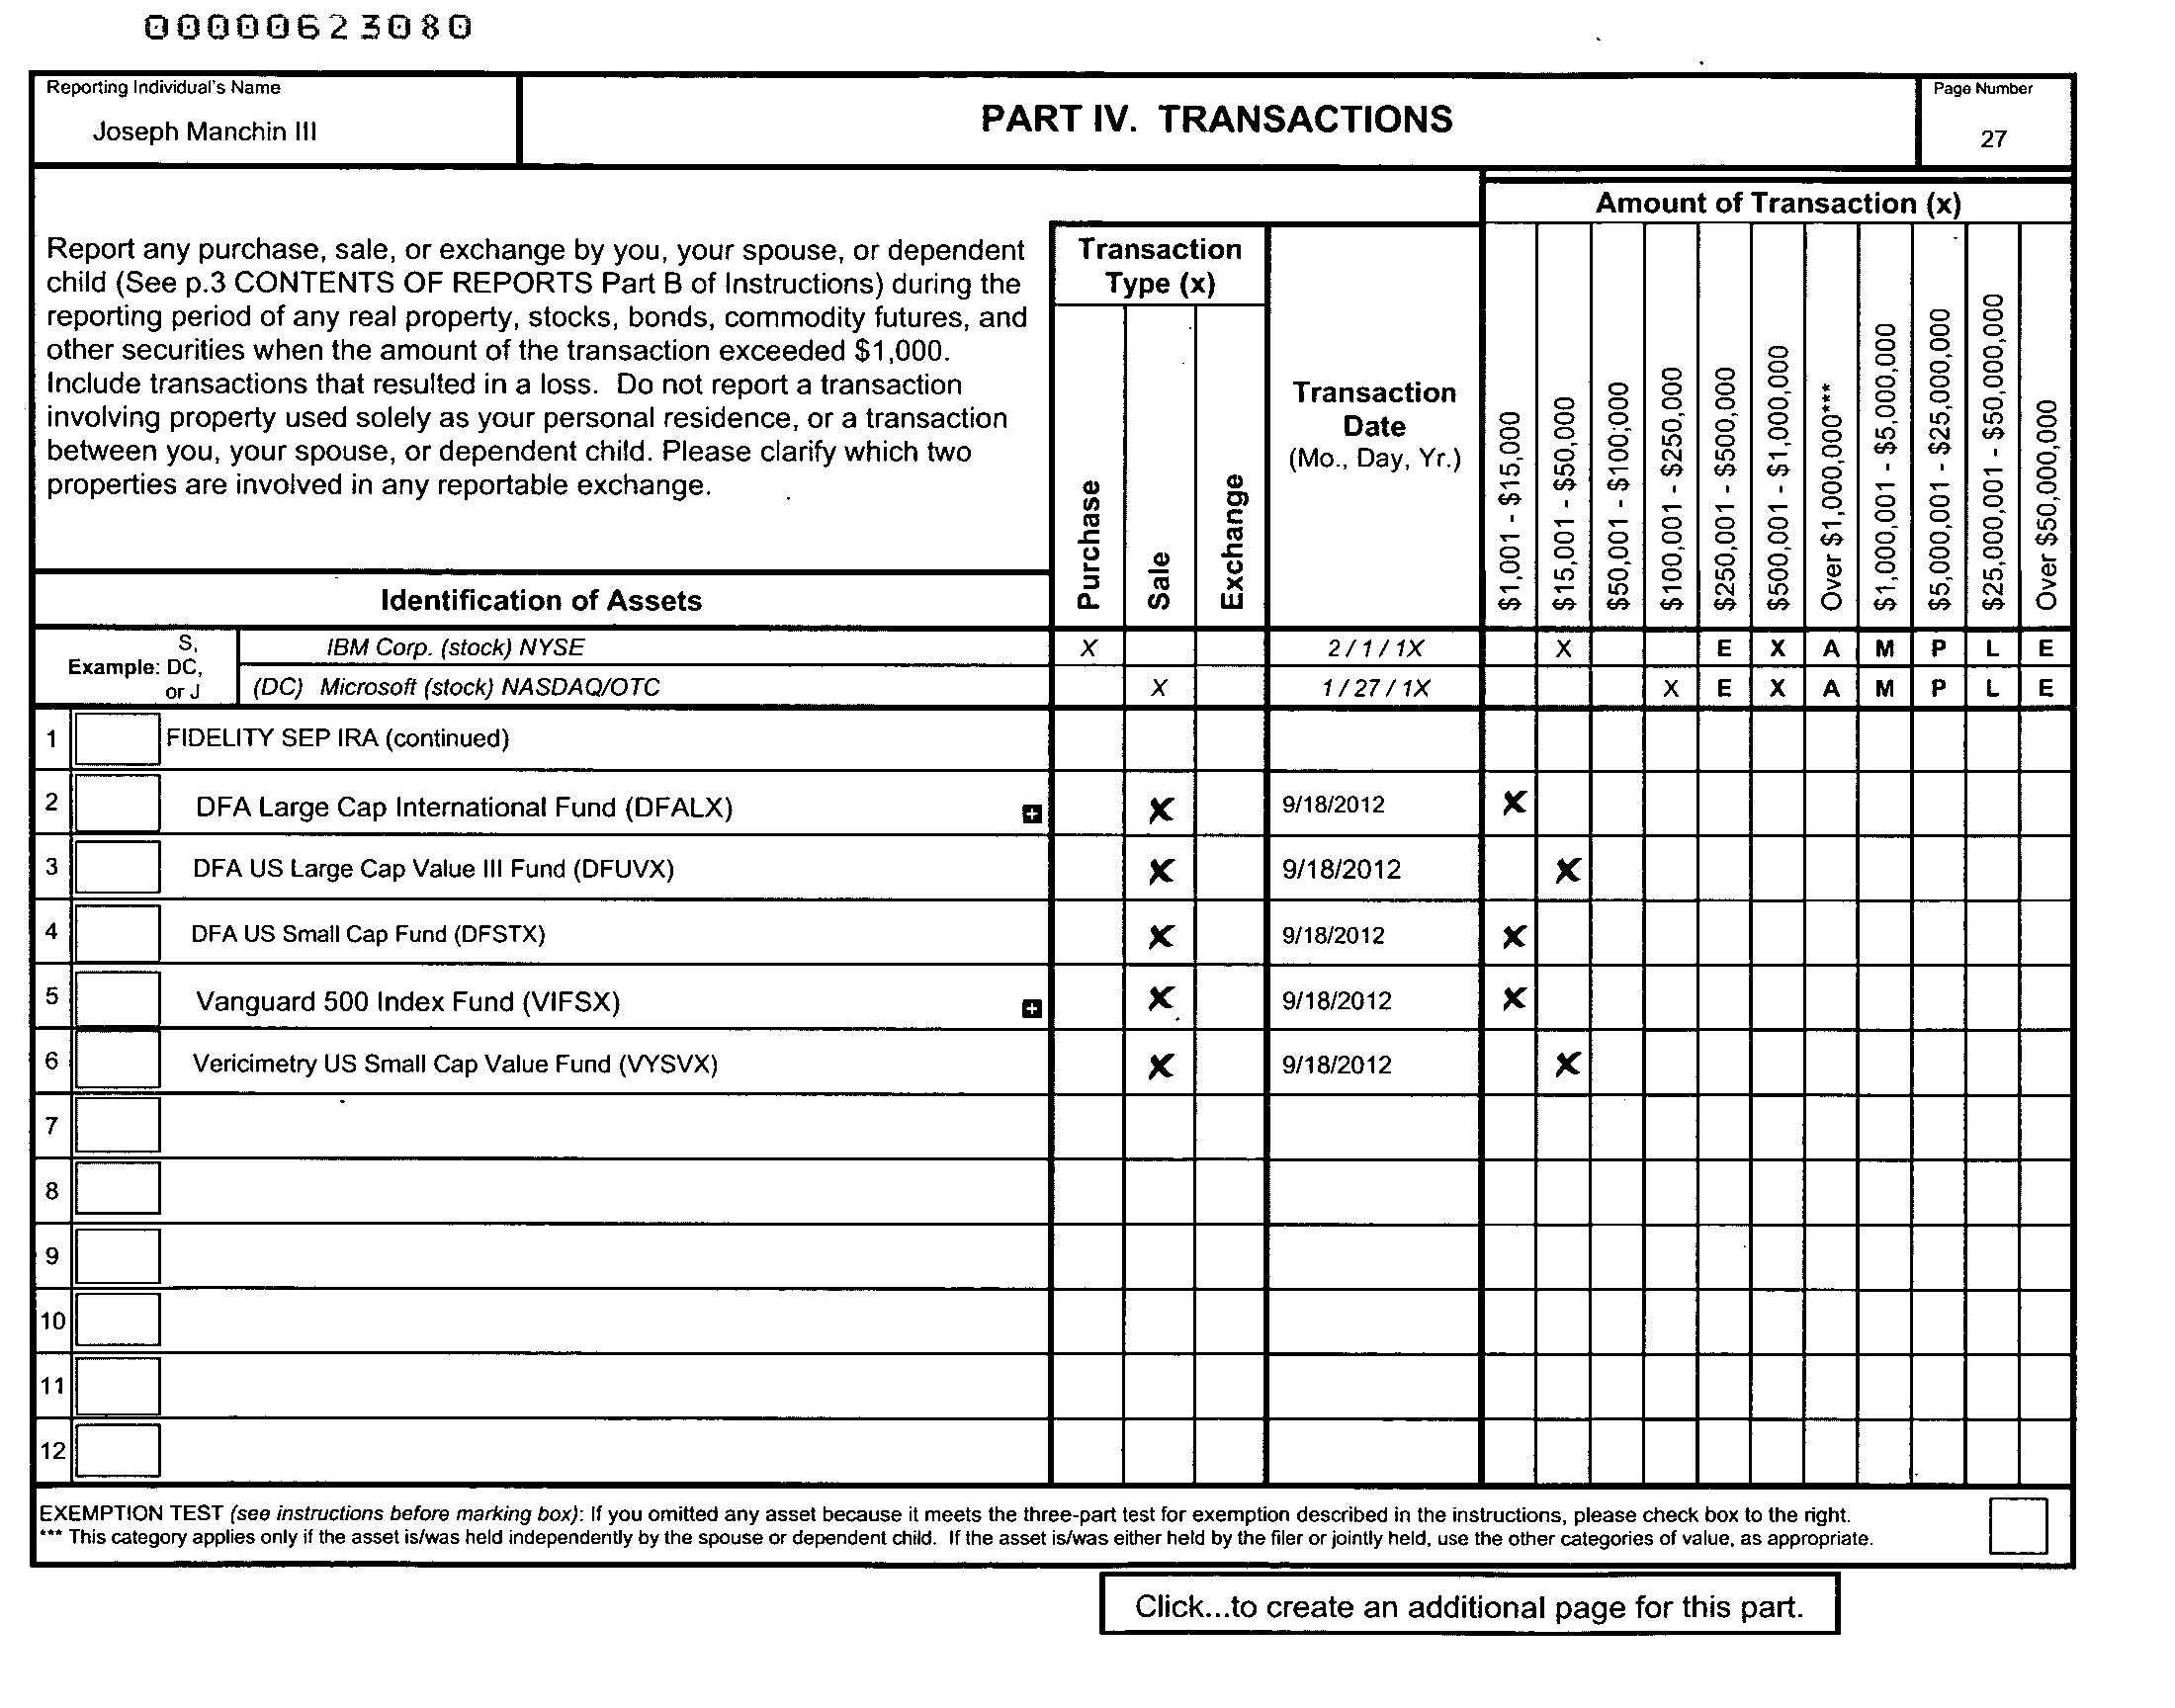 00000623080
Reporting Individual's Name
Joseph Manchin III
PART IV. TRANSACTIONS
Page Number
27
Report any purchase, sale, or exchange by you, your spouse, or dependent
child (See p.3 CONTENTS OF REPORTS Part B of Instructions) during the
reporting period of any real property, stocks, bonds, commodity futures, and
other securities when the amount of the transaction exceeded $1,000.
Include transactions that resulted in a loss. Do not report a transaction
involving property used solely as your personal residence, or a transaction
between you, your spouse, or dependent child. Please clarify which two
properties are involved in any reportable exchange.
Identification of Assets
Transaction
Type (x)
Purchase
Sale
Exchange
Transaction
Date
(Mo., Day, Yr.)
Amount of Transaction (x)
$1,001 - $15,000
$15,001 - $50,000
$50,001 - $100,000
$100,001 - $250,000
$250,001 - $500,000
$500,001 - $1,000,000
Over $1,000,000***
$1,000,001 - $5,000,000
$5,000,001 - $25,000,000
$25,000,001 - $50,000,000
Over $50,000,000
Example: S, DC, or J
IBM Corp. (stock) NYSE X 2 / 1 / 1X X E X A M P L E
(DC) Microsoft (stock) NASDAQ/OTC X 1 / 27 / 1X X E X A M P L E
1 FIDELITY SEP IRA (continued)
2 DFA Large Cap International Fund (DFALX) X 9/18/2012 X
3 DFA US Large Cap Value III Fund (DFUVX) X 9/18/2012 X
4 DFA US Small Cap Fund (DFSTX) X 9/18/2012 X
5 Vanguard 500 Index Fund (VIFSX) X 9/18/2012 X
6 Vericimetry US Small Cap Value Fund (VYSVX) X 9/18/2012 X
7
8
9
10
11
12
EXEMPTION TEST (see instructions before marking box): If you omitted any asset because it meets the three-part test for exemption described in the instructions, please check box to the right.
*** This category applies only if the asset is/was held independently by the spouse or dependent child. If the asset is/was either held by the filer or jointly held, use the other categories of value, as appropriate.
Click...to create an additional page for this part.